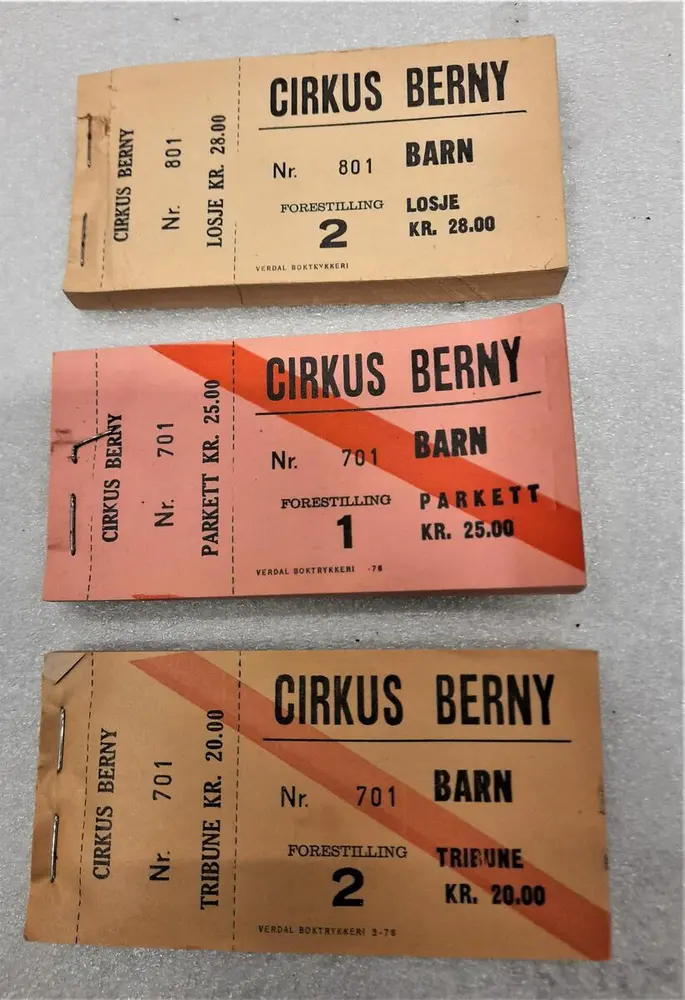 CIRKUS BERNY
Nr. 801
LOSJE KR. 28.00
CIRKUS BERNY
Nr. 801
BARN
FORESTILLING
2
LOSJE
KR. 28.00
VERDAL BOKTRYKKERI
CIRKUS BERNY
Nr. 701
PARKETT KR. 25.00
CIRKUS BERNY
Nr. 701
BARN
FORESTILLING
1
PARKETT
KR. 25.00
VERDAL BOKTRYKKERI -76
CIRKUS BERNY
Nr. 701
TRIBUNE KR. 20.00
CIRKUS BERNY
Nr. 701
BARN
FORESTILLING
2
TRIBUNE
KR. 20.00
VERDAL BOKTRYKKERI 3-76